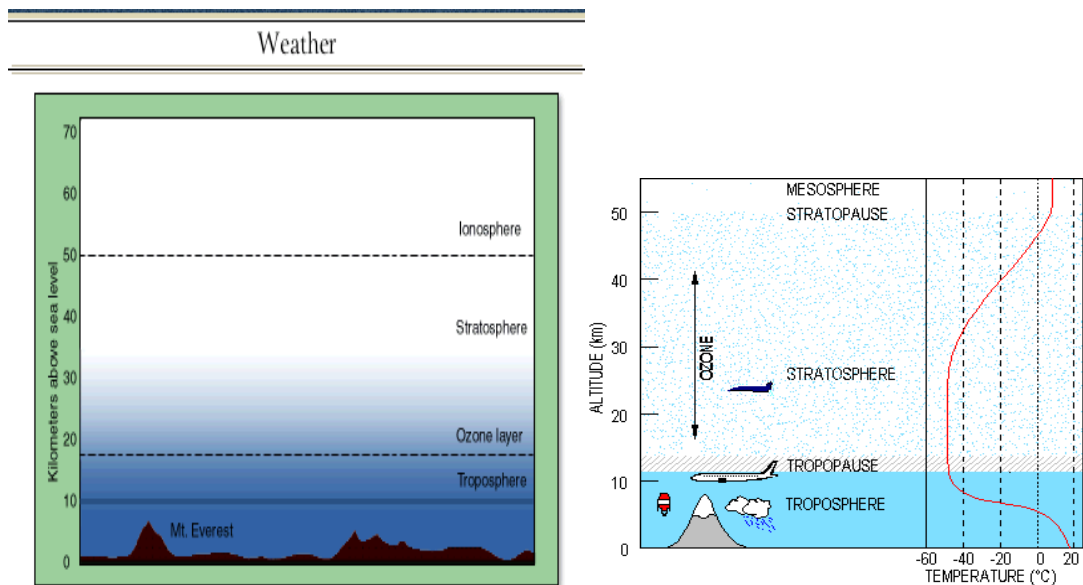 Weather
70
60
Ionosphere
50
40
Stratosphere
30
20
Ozone layer
Troposphere
10
Mt. Everest
0
Kilometers above sea level
MESOSPHERE
50
STRATOPAUSE
40
OZONE
30
STRATOSPHERE
20
TROPOPAUSE
10
TROPOSPHERE
0
ALTITUDE (km)
-60 -40 -20 0 20
TEMPERATURE (°C)